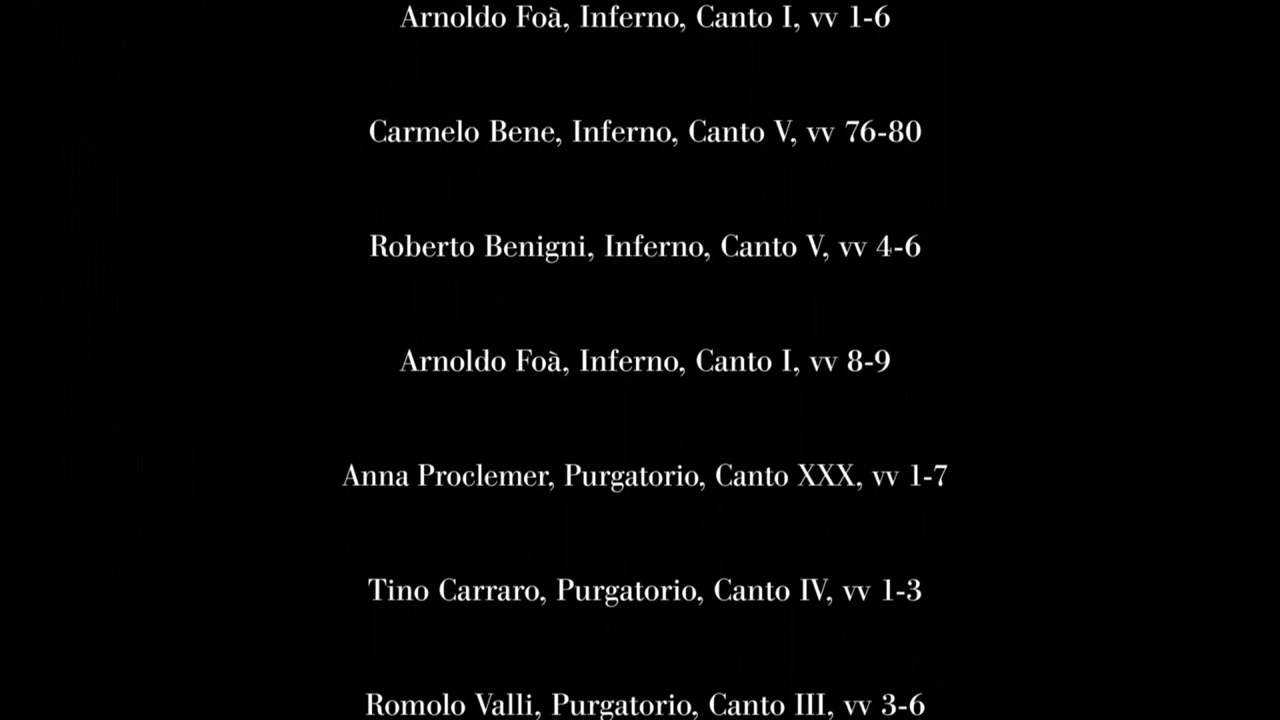 Arnoldo Foà, Inferno, Canto I, vv 1-6
Carmelo Bene, Inferno, Canto V, vv 76-80
Roberto Benigni, Inferno, Canto V, vv 4-6
Arnoldo Foà, Inferno, Canto I, vv 8-9
Anna Proclemer, Purgatorio, Canto XXX, vv 1-7
Tino Carraro, Purgatorio, Canto IV, vv 1-3
Romolo Valli, Purgatorio, Canto III, vv 3-6